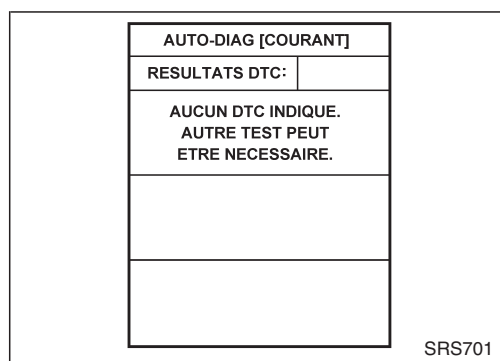 AUTO-DIAG [COURANT]
RESULTATS DTC:
AUCUN DTC INDIQUE.
AUTRE TEST PEUT
ETRE NECESSAIRE.
SRS701